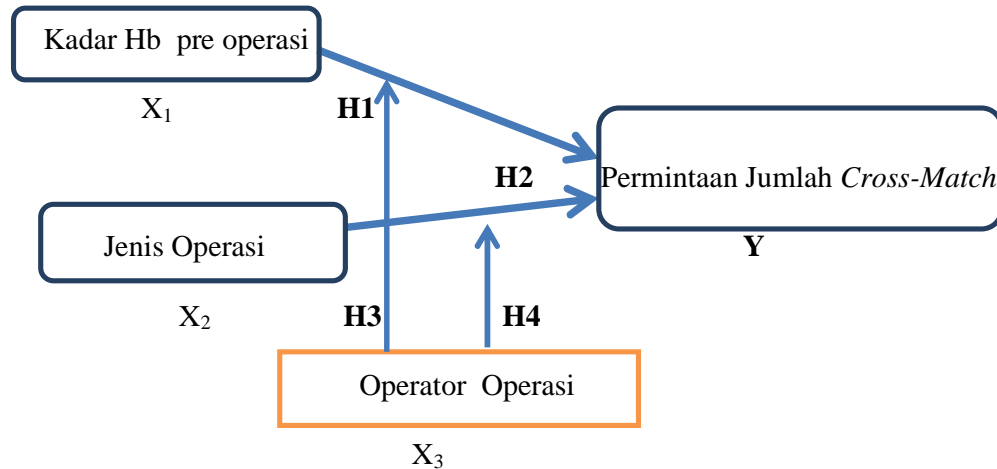 Kadar Hb pre operasi
X1
H1
H2
Permintaan Jumlah Cross-Match
Y
Jenis Operasi
X2
H3
H4
Operator Operasi
X3